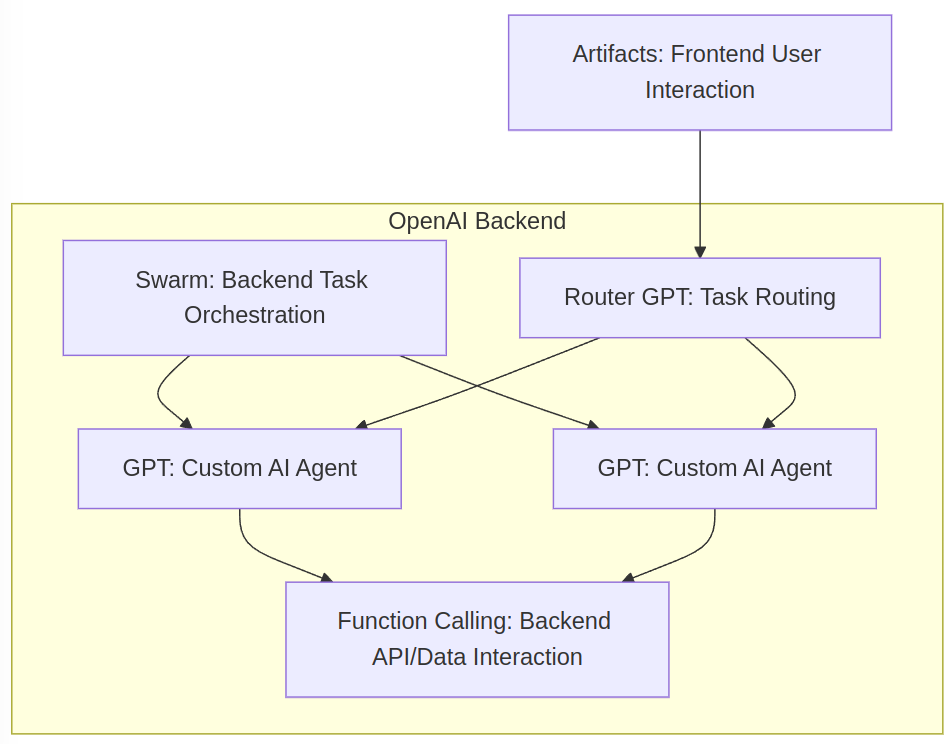 Artifacts: Frontend User
Interaction
OpenAI Backend
Swarm: Backend Task
Orchestration
Router GPT: Task Routing
GPT: Custom AI Agent
GPT: Custom AI Agent
Function Calling: Backend
API/Data Interaction